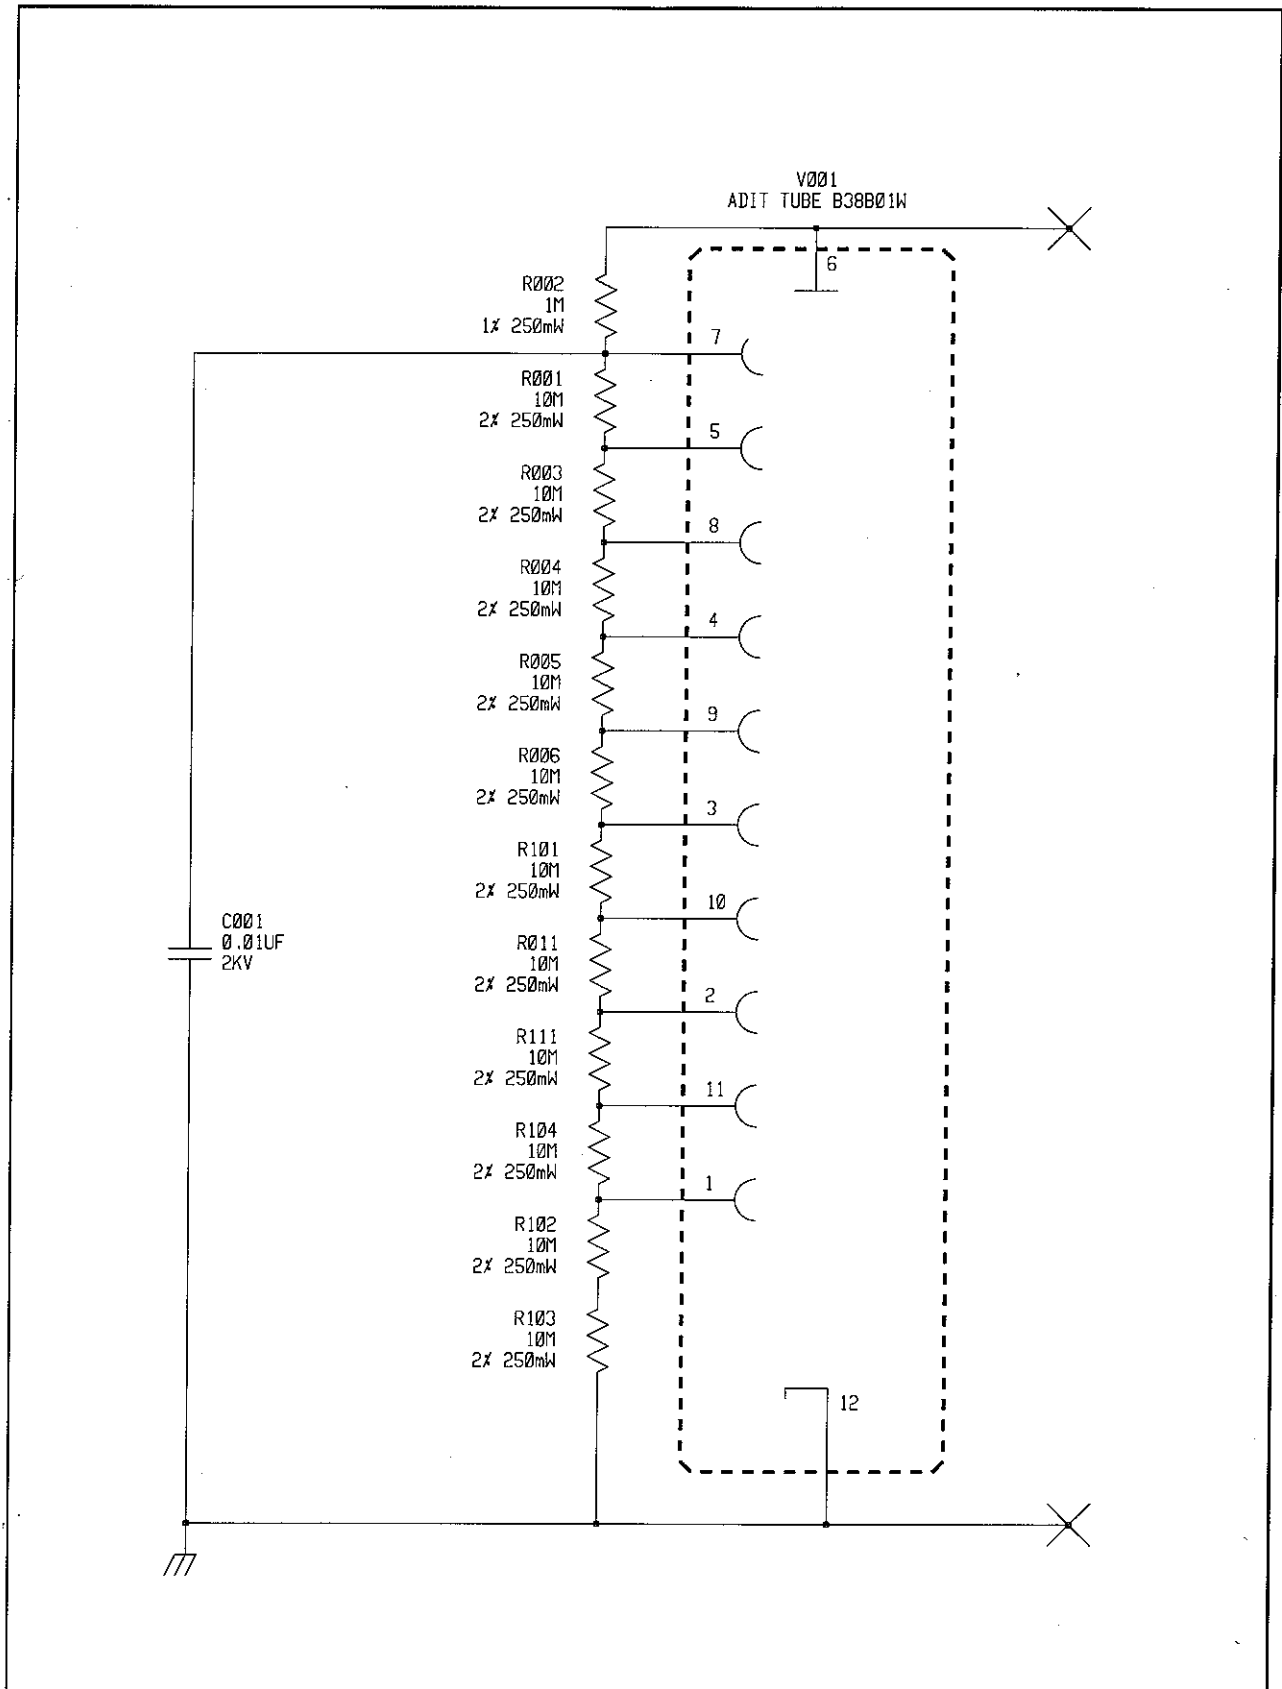 V001
ADIT TUBE B38B01W
6
R002
1M
1% 250mW
7
R001
10M
2% 250mW
5
R003
10M
2% 250mW
8
R004
10M
2% 250mW
4
R005
10M
2% 250mW
9
R006
10M
2% 250mW
3
R101
10M
2% 250mW
10
C001
0.01UF
2KV
R011
10M
2% 250mW
2
R111
10M
2% 250mW
11
R104
10M
2% 250mW
1
R102
10M
2% 250mW
R103
10M
2% 250mW
12